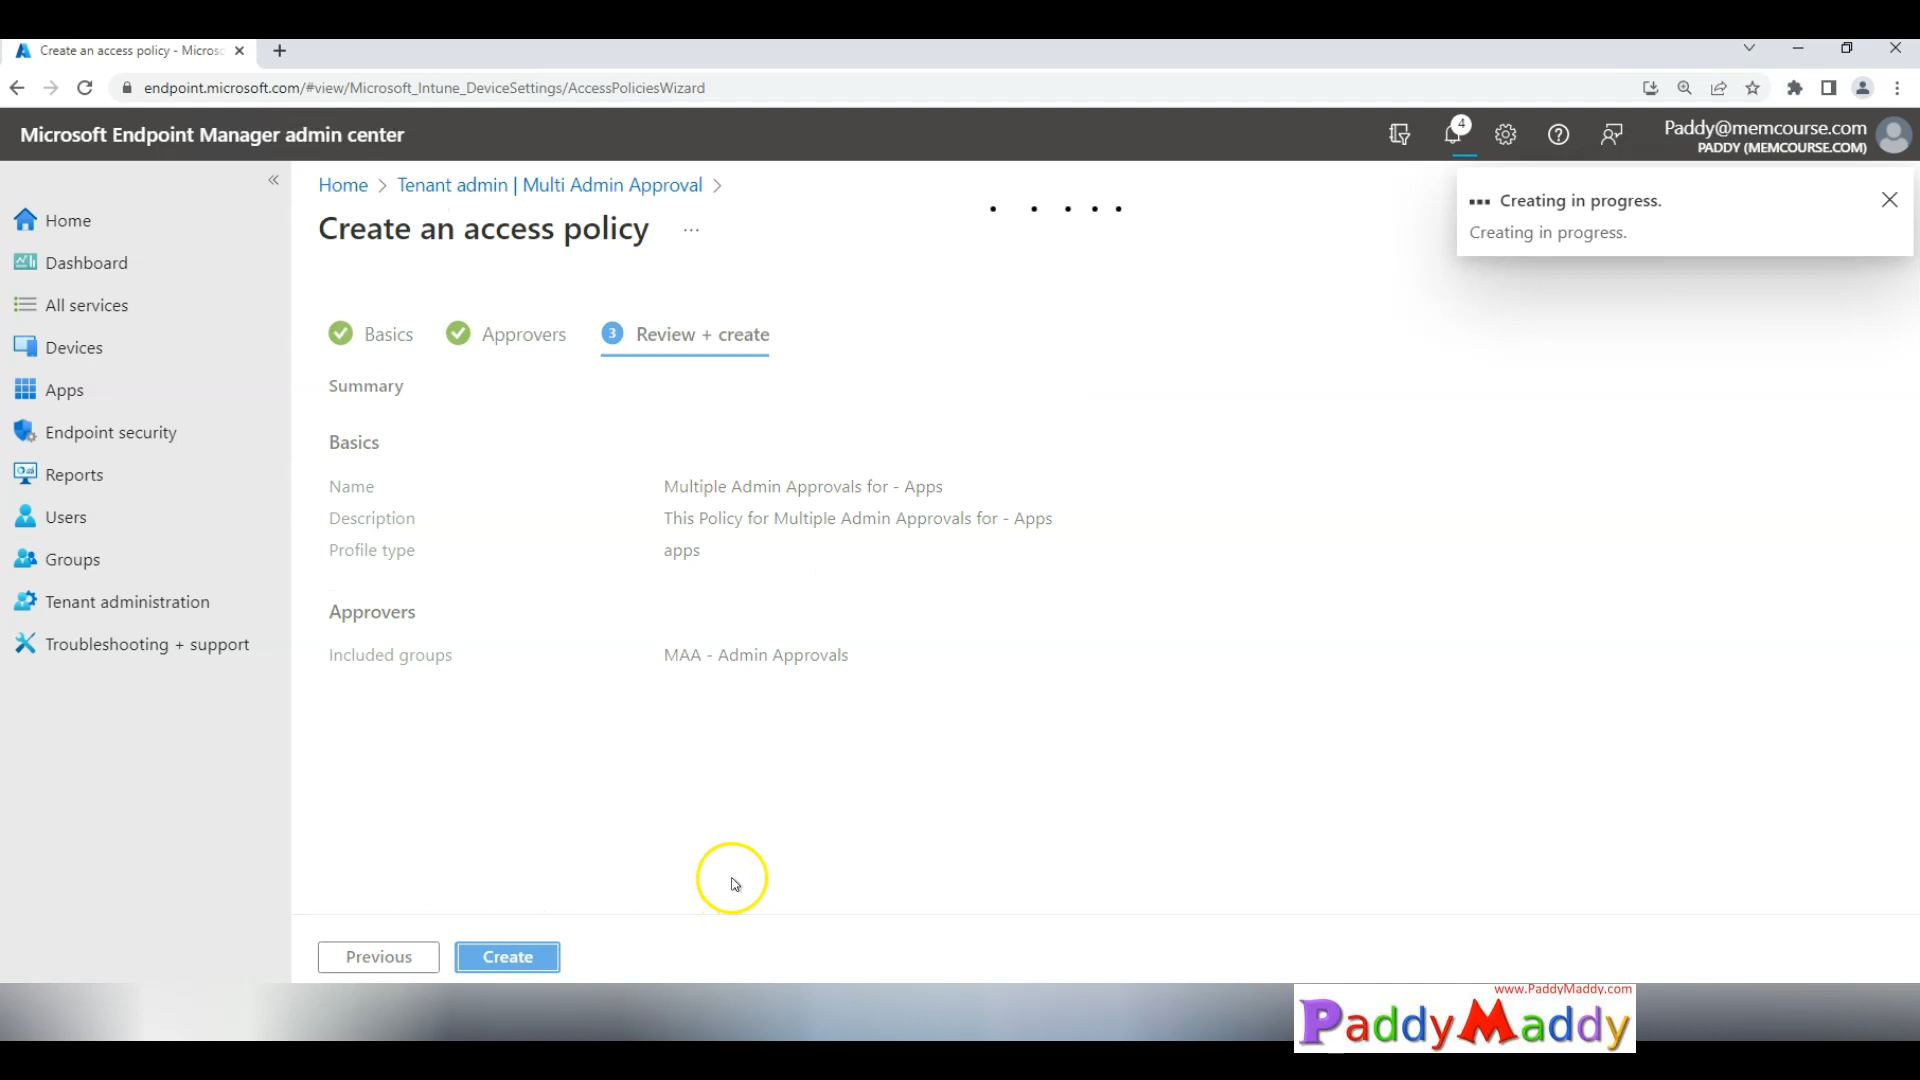 Create an access policy - Micros
endpoint.microsoft.com/#view/Microsoft_Intune_DeviceSettings/AccessPoliciesWizard
Microsoft Endpoint Manager admin center
4
Paddy@memcourse.com
PADDY (MEMCOURSE.COM)
Home > Tenant admin | Multi Admin Approval >
Create an access policy ...
Creating in progress.
Creating in progress.
Home
Dashboard
All services
Devices
Apps
Endpoint security
Reports
Users
Groups
Tenant administration
Troubleshooting + support
Basics
Approvers
3 Review + create
Summary
Basics
Name Multiple Admin Approvals for - Apps
Description This Policy for Multiple Admin Approvals for - Apps
Profile type apps
Approvers
Included groups MAA - Admin Approvals
Previous
Create
www.PaddyMaddy.com
PaddyMaddy